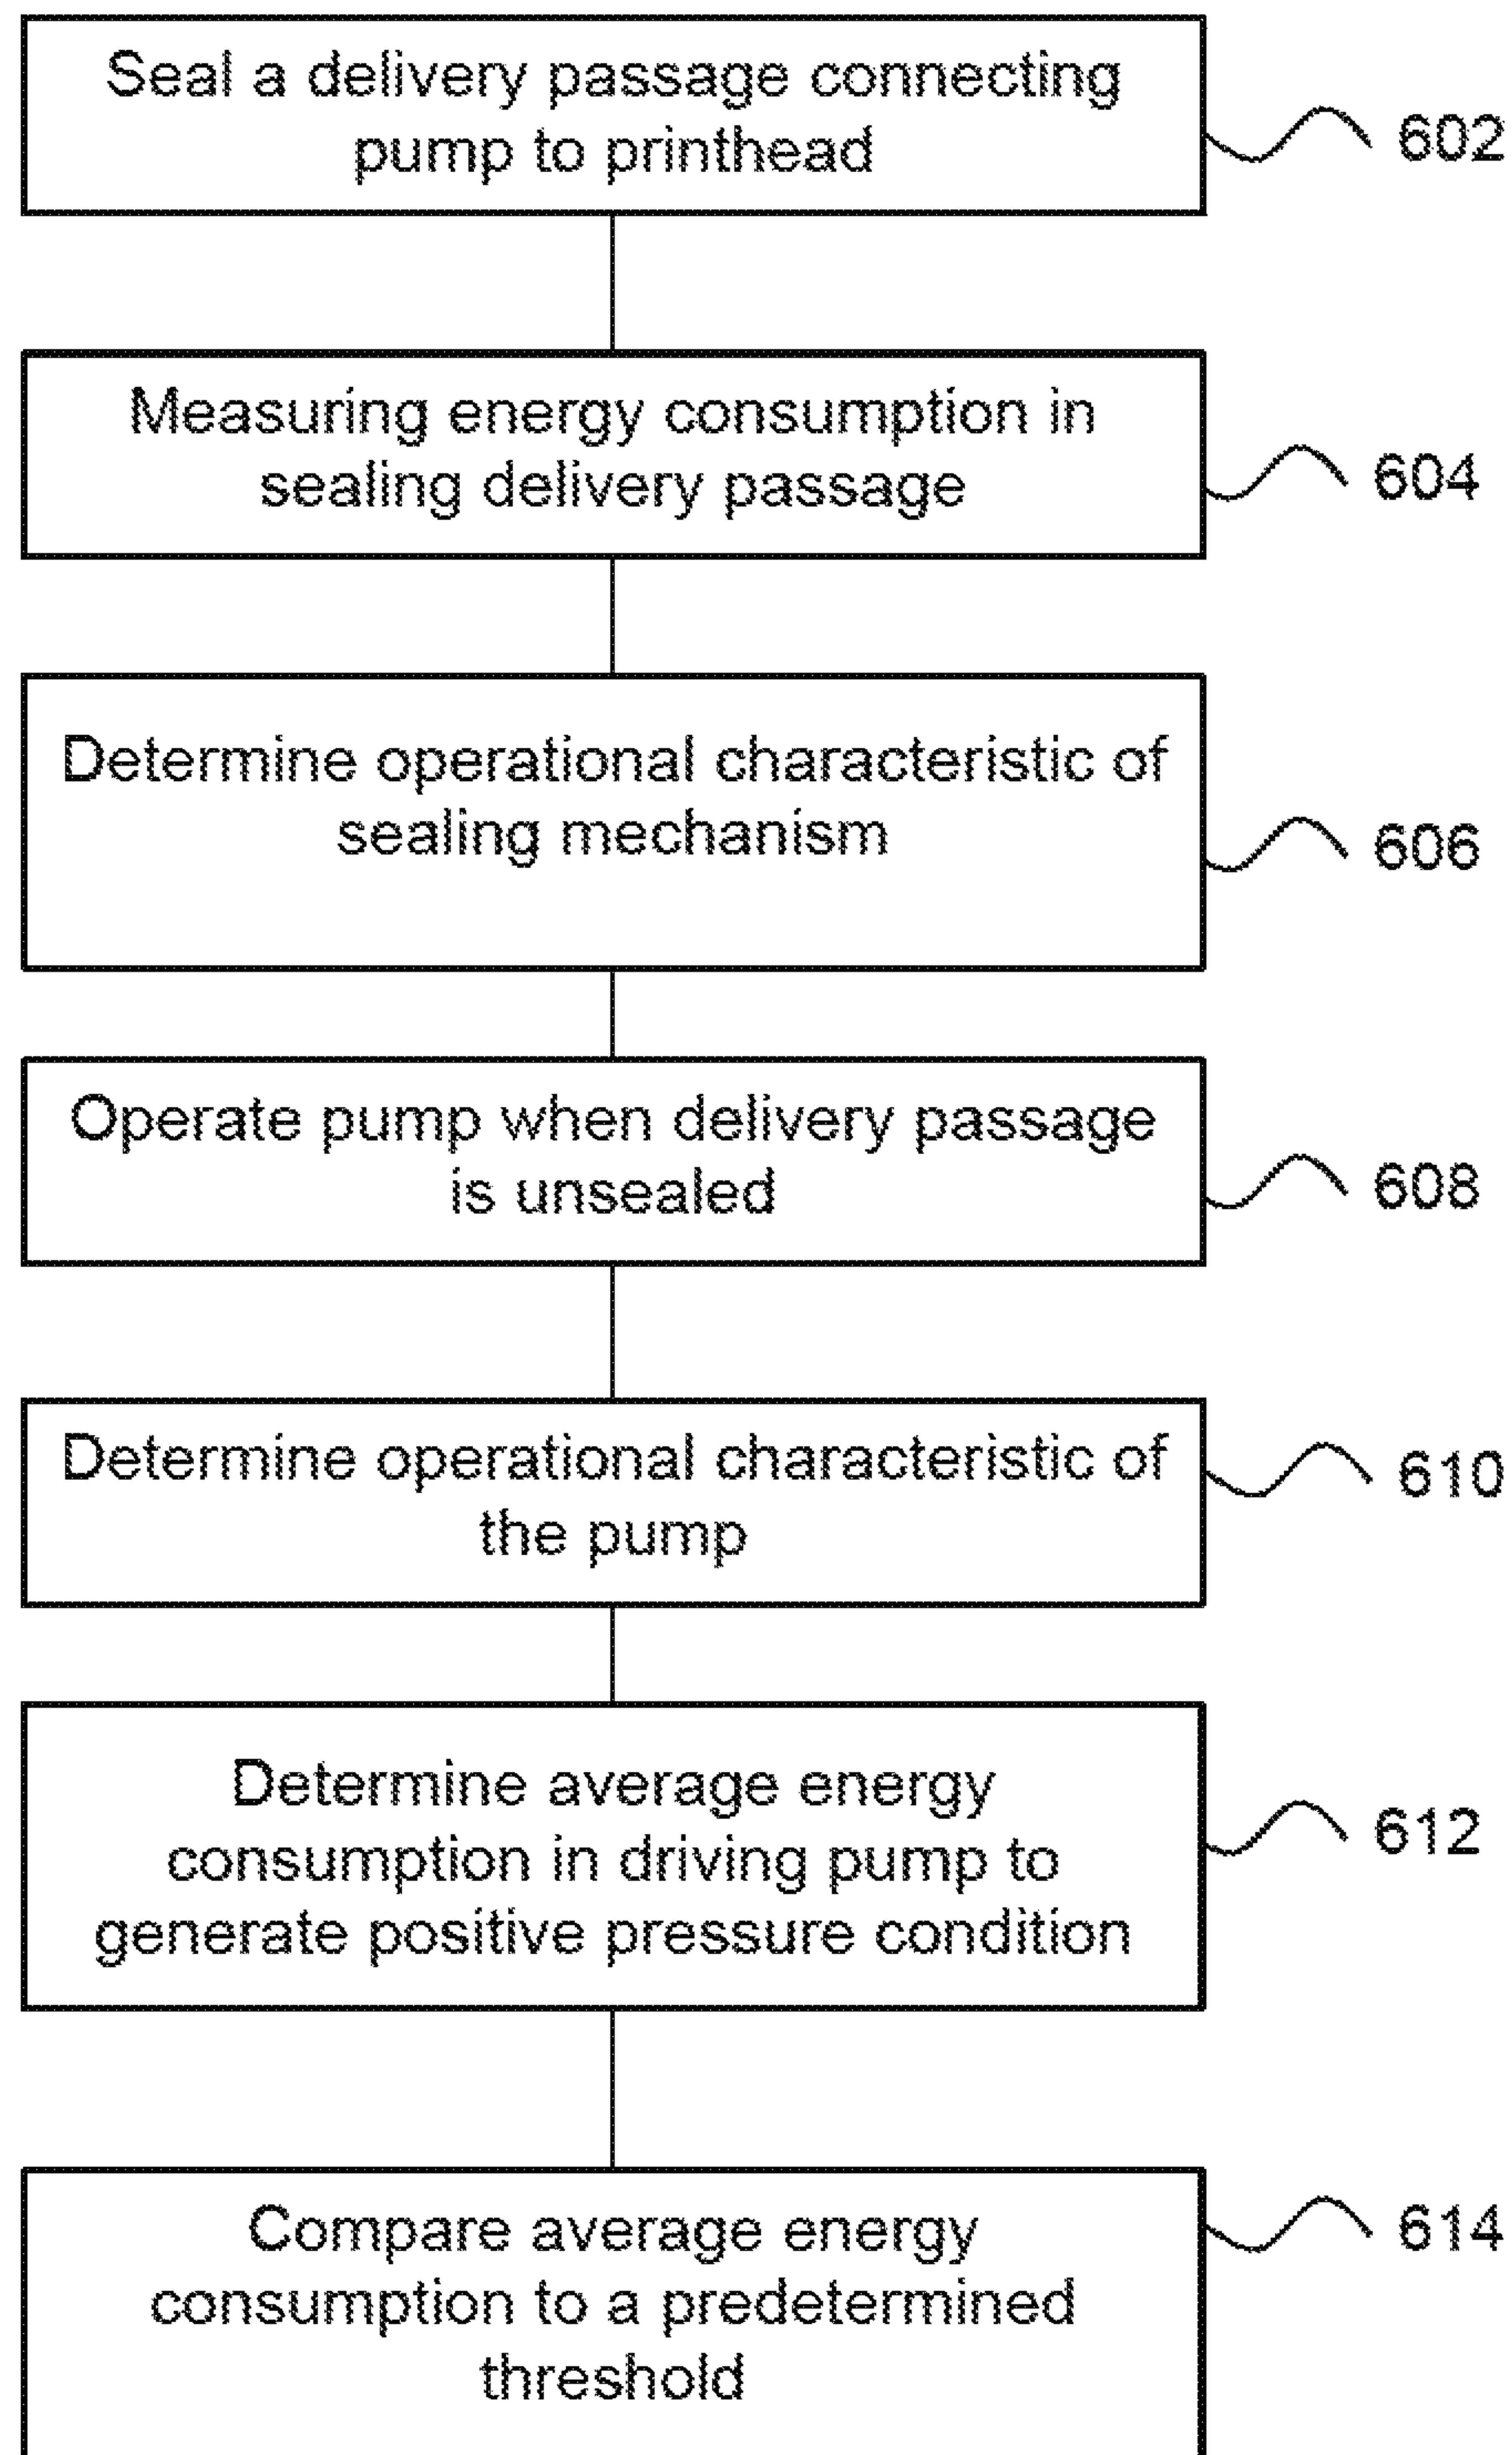 Seal a delivery passage connecting
pump to printhead
602
Measuring energy consumption in
sealing delivery passage
604
Determine operational characteristic of
sealing mechanism
606
Operate pump when delivery passage
is unsealed
608
Determine operational characteristic of
the pump
610
Determine average energy
consumption in driving pump to
generate positive pressure condition
612
Compare average energy
consumption to a predetermined
threshold
614